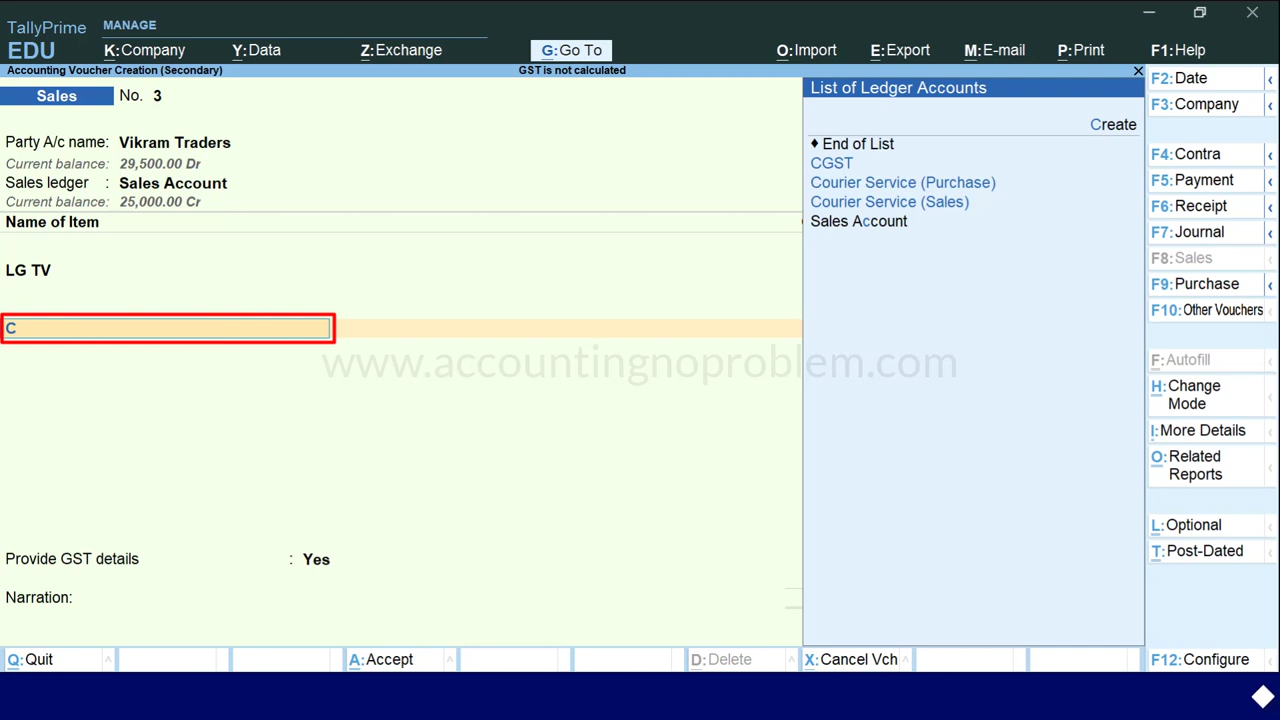 TallyPrime MANAGE
EDU K:Company Y:Data Z:Exchange G:Go To O:Import E:Export M:E-mail P:Print F1:Help
Accounting Voucher Creation (Secondary) GST is not calculated
Sales No. 3
Party A/c name: Vikram Traders
Current balance: 29,500.00 Dr
Sales ledger : Sales Account
Current balance: 25,000.00 Cr
Name of Item
LG TV
C
www.accountingnoproblem.com
Provide GST details : Yes
Narration:
List of Ledger Accounts
Create
♦ End of List
CGST
Courier Service (Purchase)
Courier Service (Sales)
Sales Account
F2:Date
F3:Company
F4:Contra
F5:Payment
F6:Receipt
F7:Journal
F8:Sales
F9:Purchase
F10:Other Vouchers
F:Autofill
H:Change
Mode
I:More Details
O:Related
Reports
L:Optional
T:Post-Dated
Q:Quit A:Accept D:Delete X:Cancel Vch F12:Configure